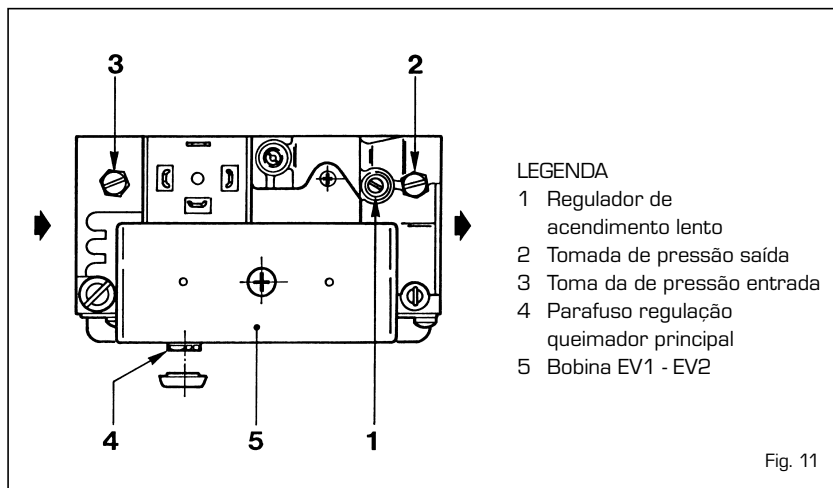 3
2
4
5
1
LEGENDA
1 Regulador de
acendimento lento
2 Tomada de pressão saída
3 Toma da de pressão entrada
4 Parafuso regulação
queimador principal
5 Bobina EV1 - EV2
Fig. 11